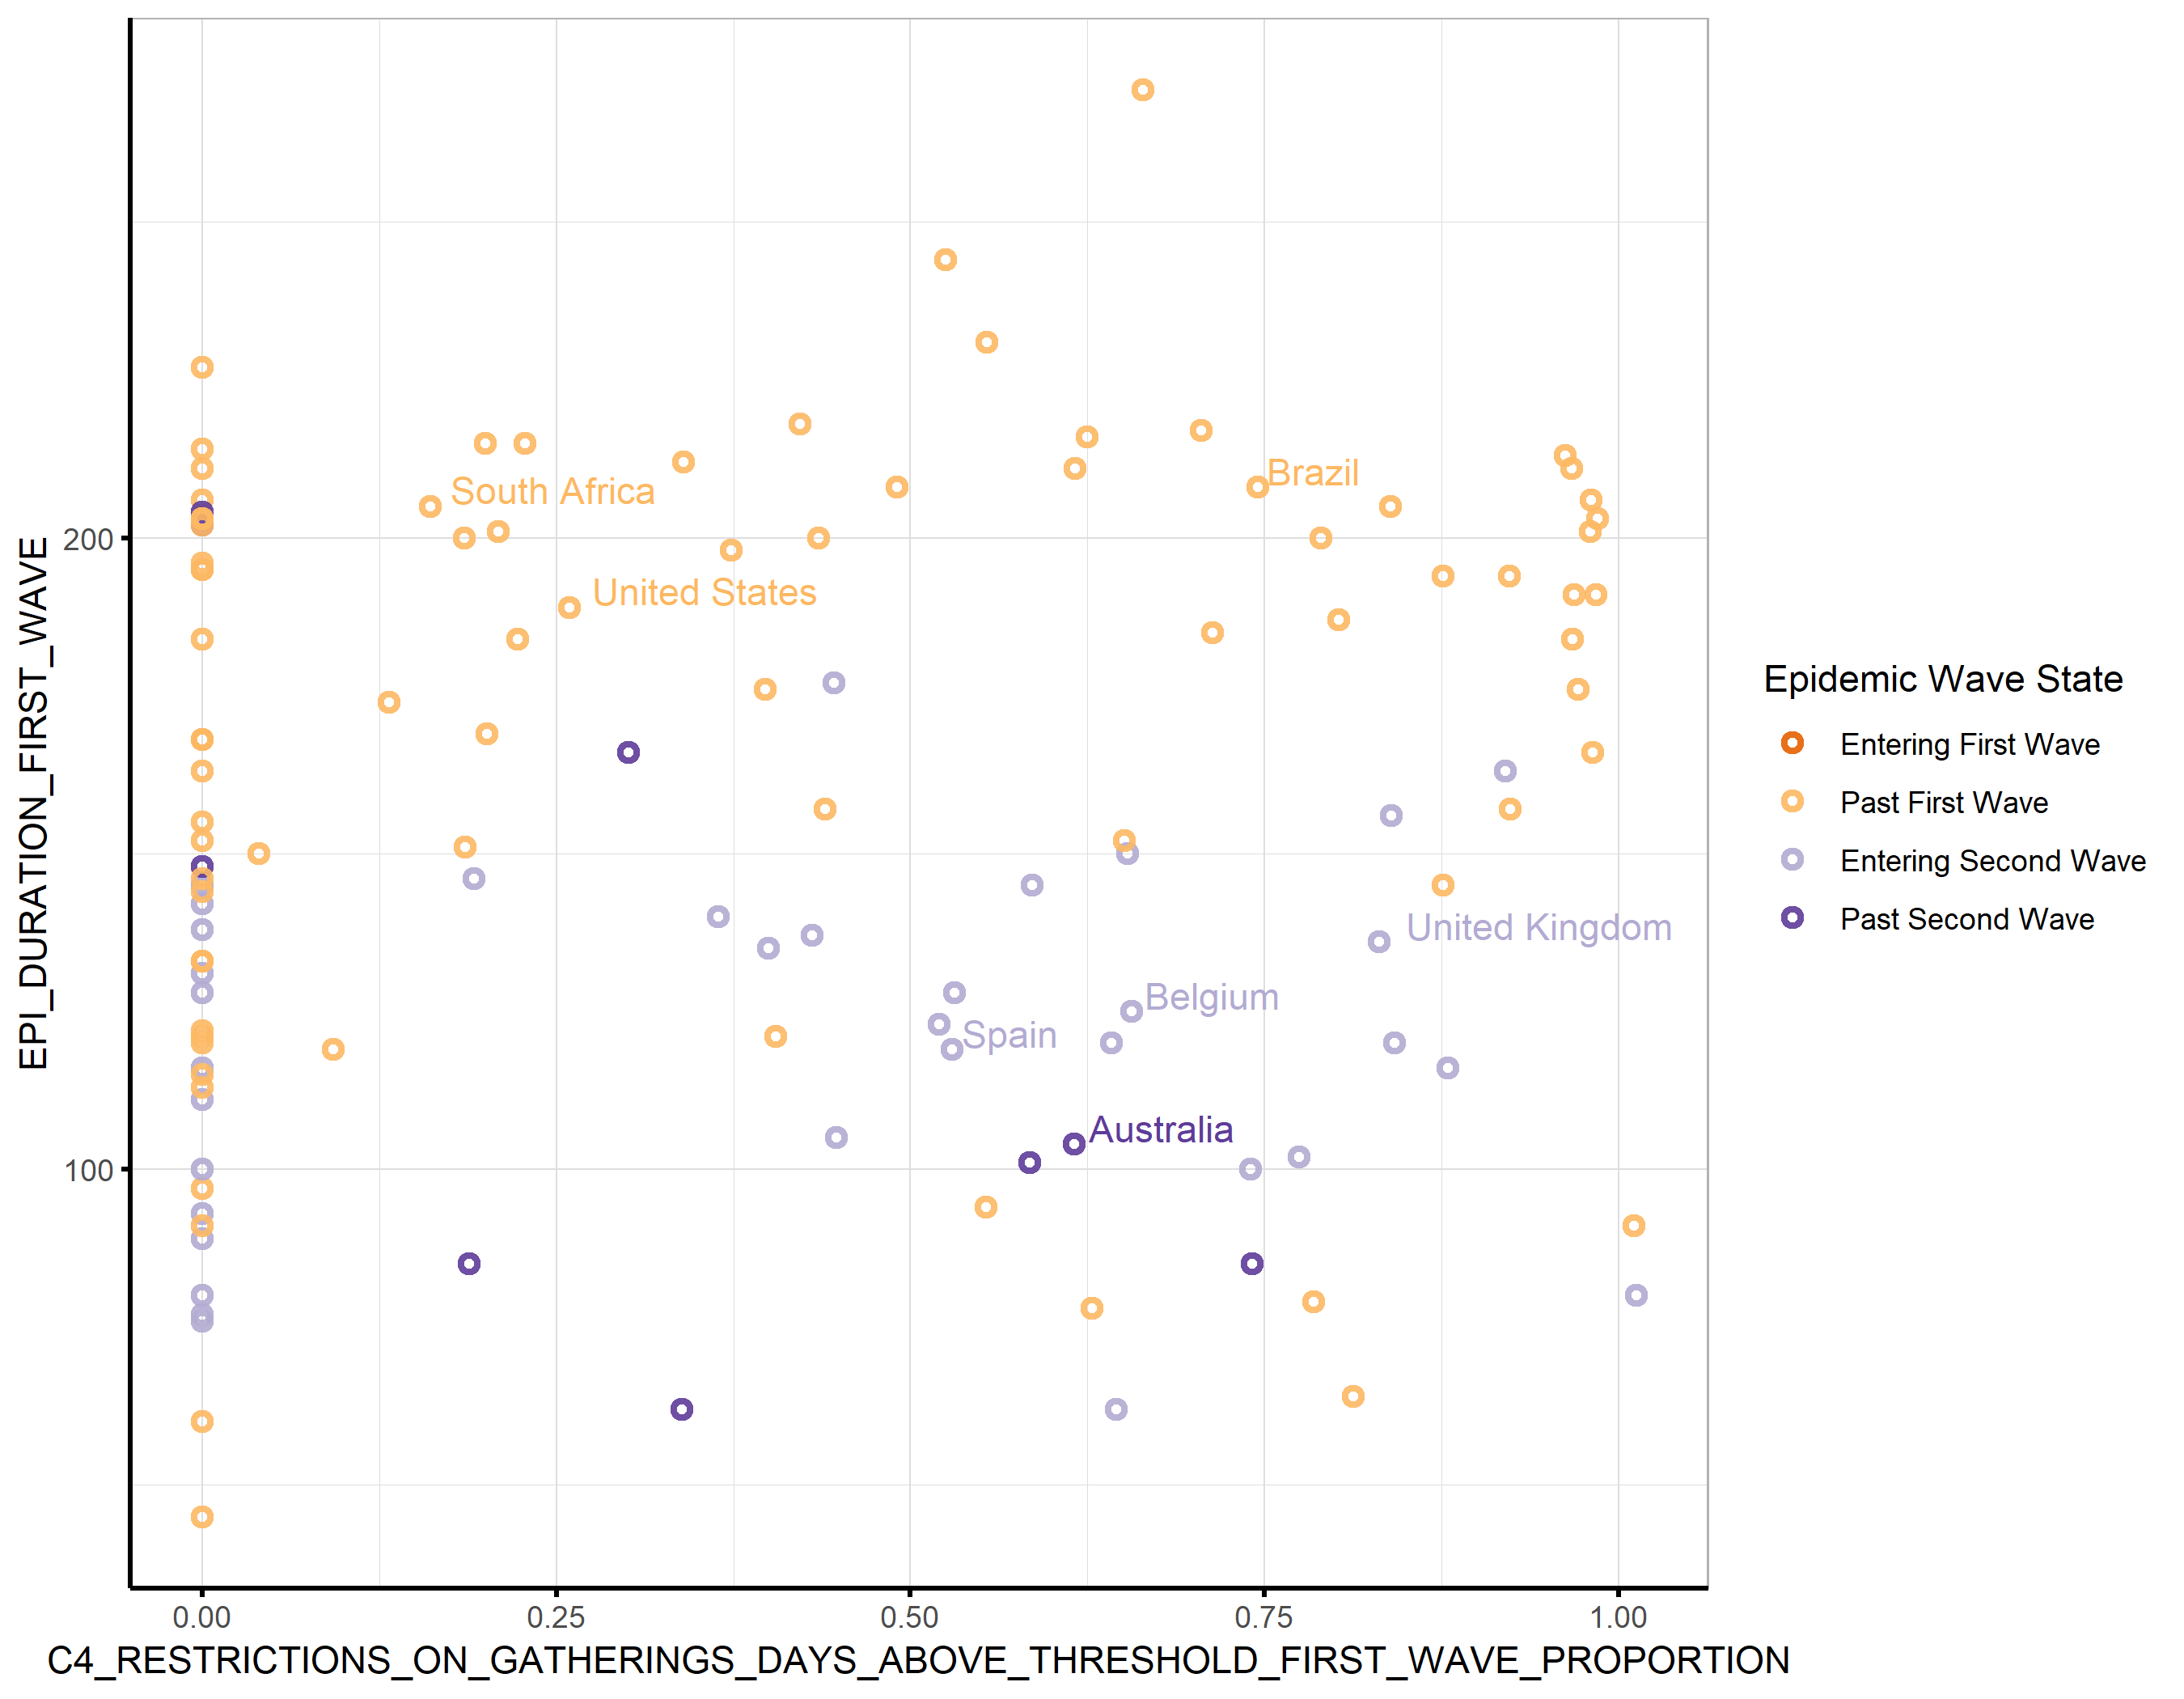 EPI_DURATION_FIRST_WAVE
200
100
South Africa
Brazil
United States
United Kingdom
Belgium
Spain
Australia
0.00
0.25
0.50
0.75
1.00
C4_RESTRICTIONS_ON_GATHERINGS_DAYS_ABOVE_THRESHOLD_FIRST_WAVE_PROPORTION
Epidemic Wave State
Entering First Wave
Past First Wave
Entering Second Wave
Past Second Wave